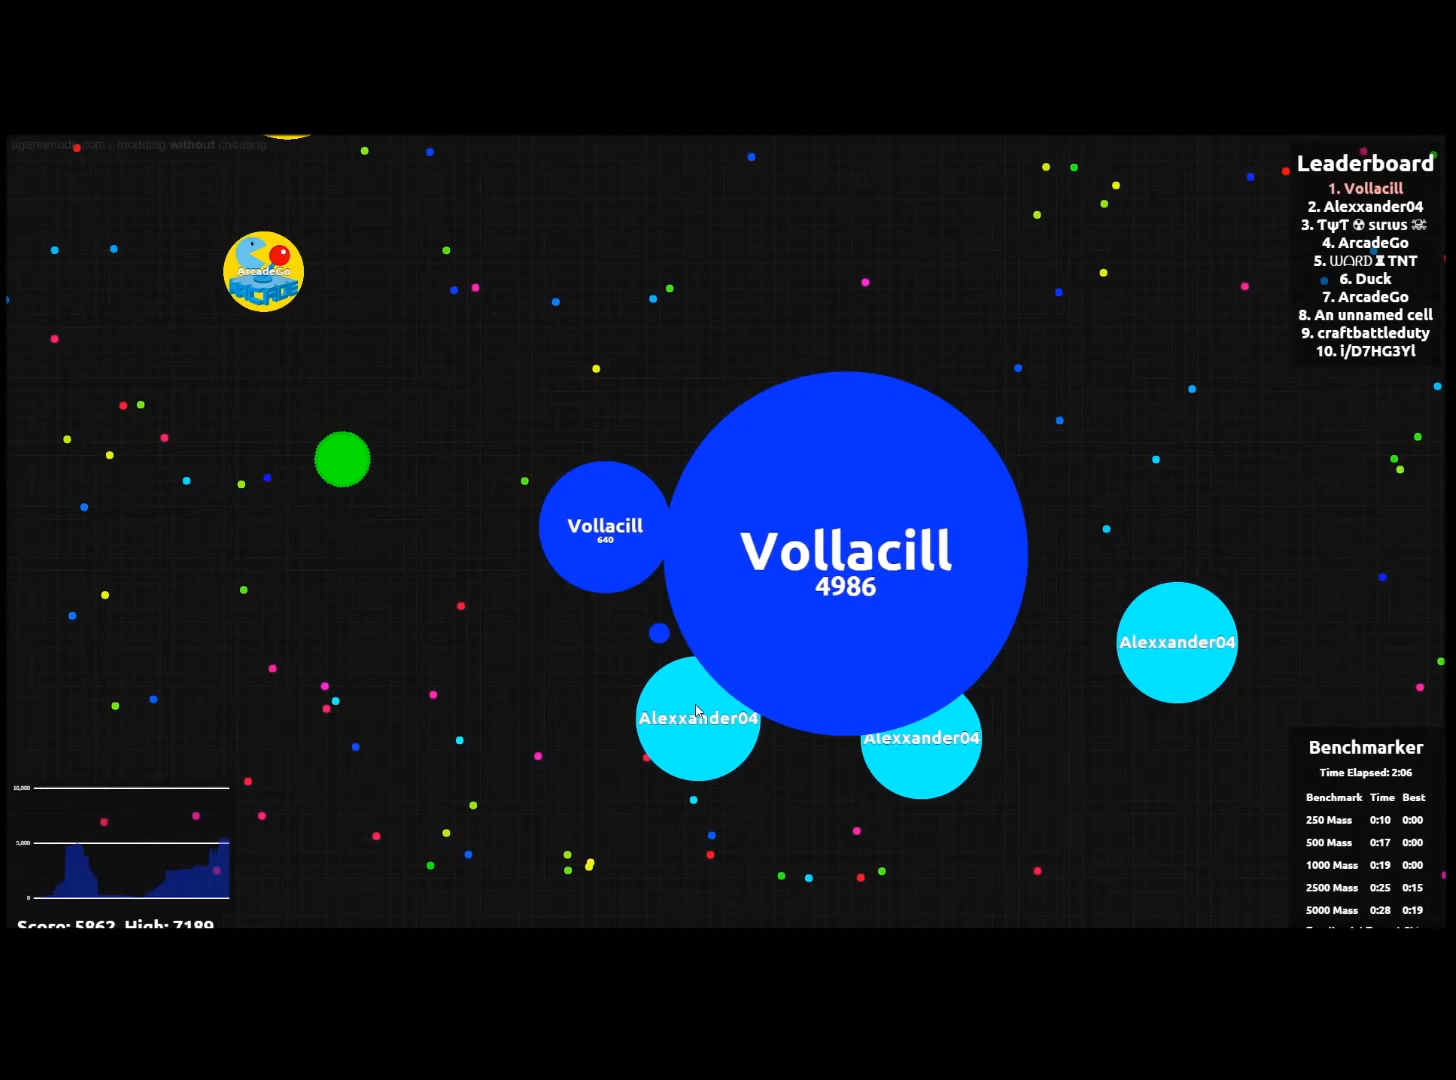 agariomods.com - modding without cheating
Leaderboard
1. Vollacill
2. Alexxander04
3. TψT ☢ sιrιus ☠
4. ArcadeGo
5. ᗯᗩᖇᗪ ♜ TNT
6. Duck
7. ArcadeGo
8. An unnamed cell
9. craftbattleduty
10. i/D7HG3Yl
ArcadeGo
ARCADE
Vollacill
640
Vollacill
4986
Alexxander04
Alexxander04
Alexxander04
10,000
5,000
0
Score: 5862 High: 7189
Benchmarker
Time Elapsed: 2:06
Benchmark Time Best
250 Mass 0:10 0:00
500 Mass 0:17 0:00
1000 Mass 0:19 0:00
2500 Mass 0:25 0:15
5000 Mass 0:28 0:19